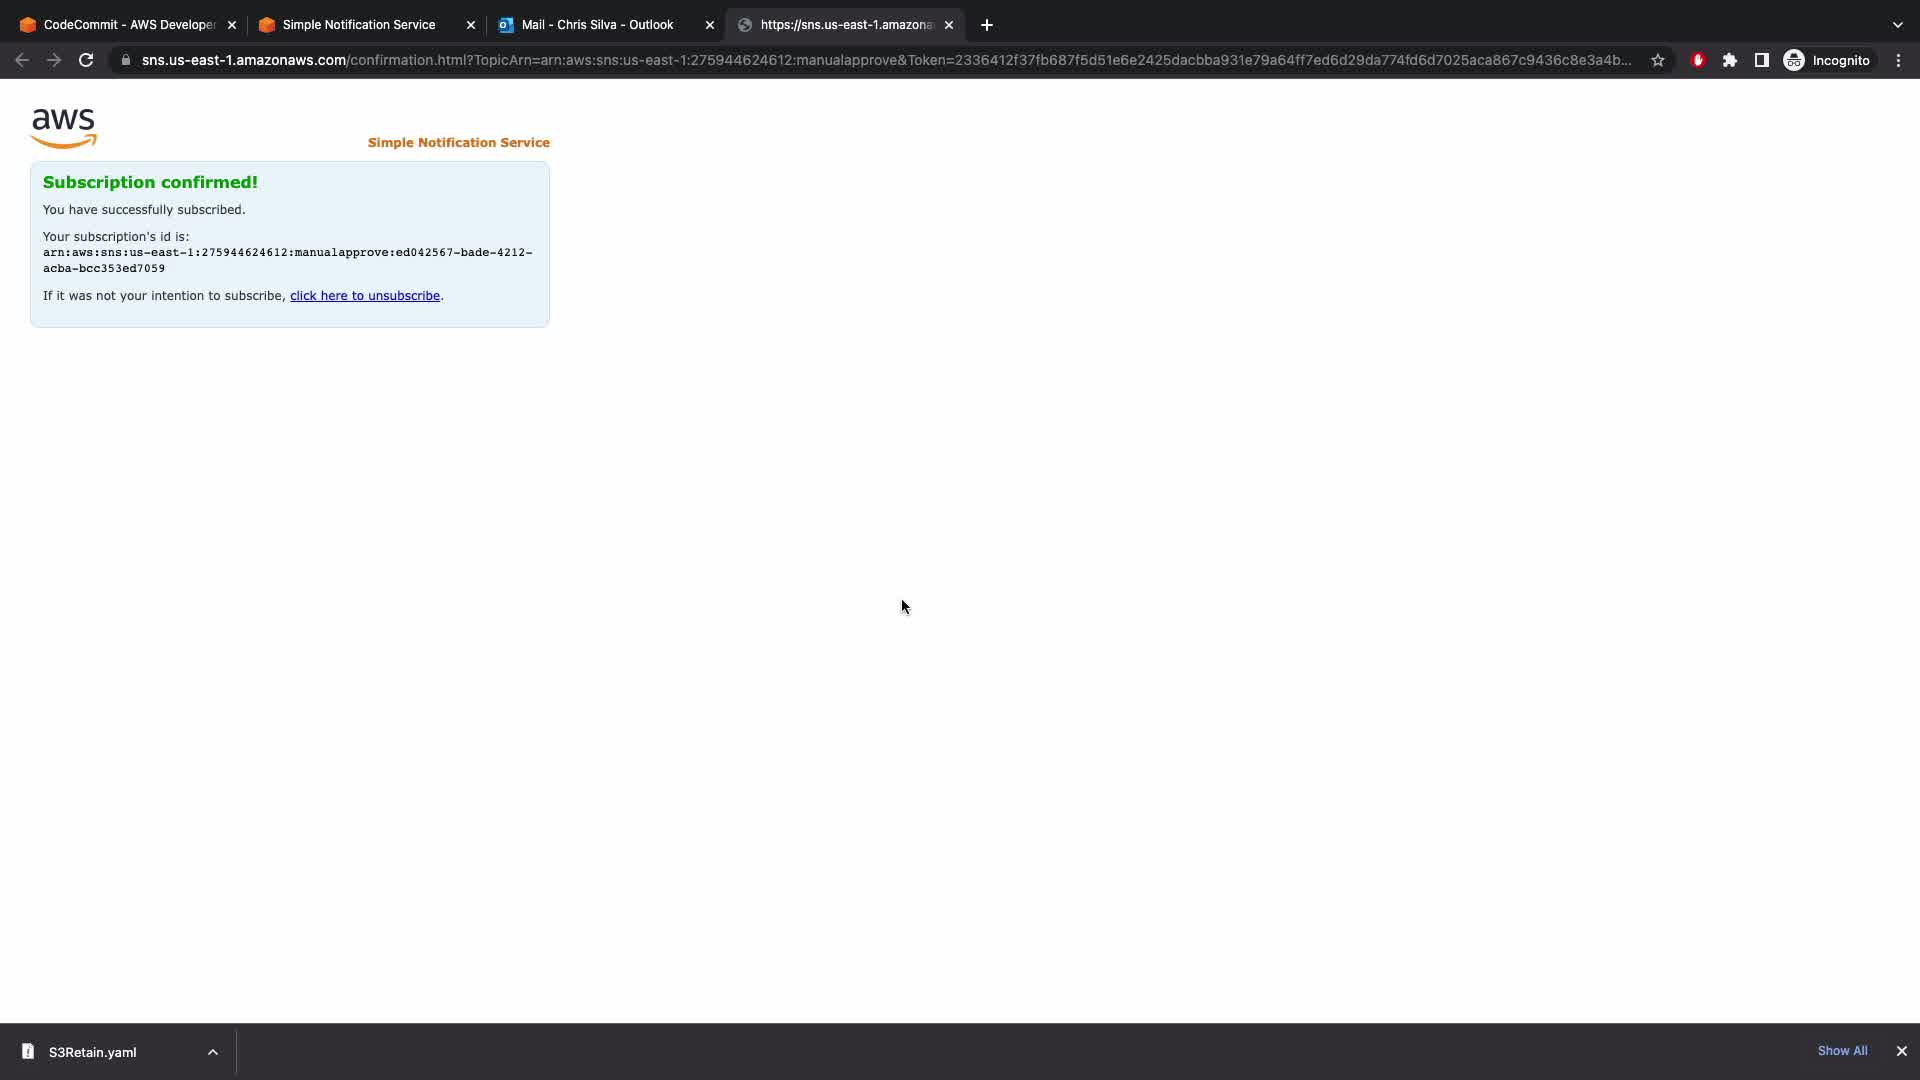 CodeCommit - AWS Developer
Simple Notification Service
Mail - Chris Silva - Outlook
https://sns.us-east-1.amazona
sns.us-east-1.amazonaws.com/confirmation.html?TopicArn=arn:aws:sns:us-east-1:275944624612:manualapprove&Token=2336412f37fb687f5d51e6e2425dacbba931e79a64ff7ed6d29da774fd6d7025aca867c9436c8e3a4b...
Incognito
aws
Simple Notification Service
Subscription confirmed!
You have successfully subscribed.
Your subscription's id is:
arn:aws:sns:us-east-1:275944624612:manualapprove:ed042567-bade-4212-
acba-bcc353ed7059
If it was not your intention to subscribe, click here to unsubscribe.
S3Retain.yaml
Show All